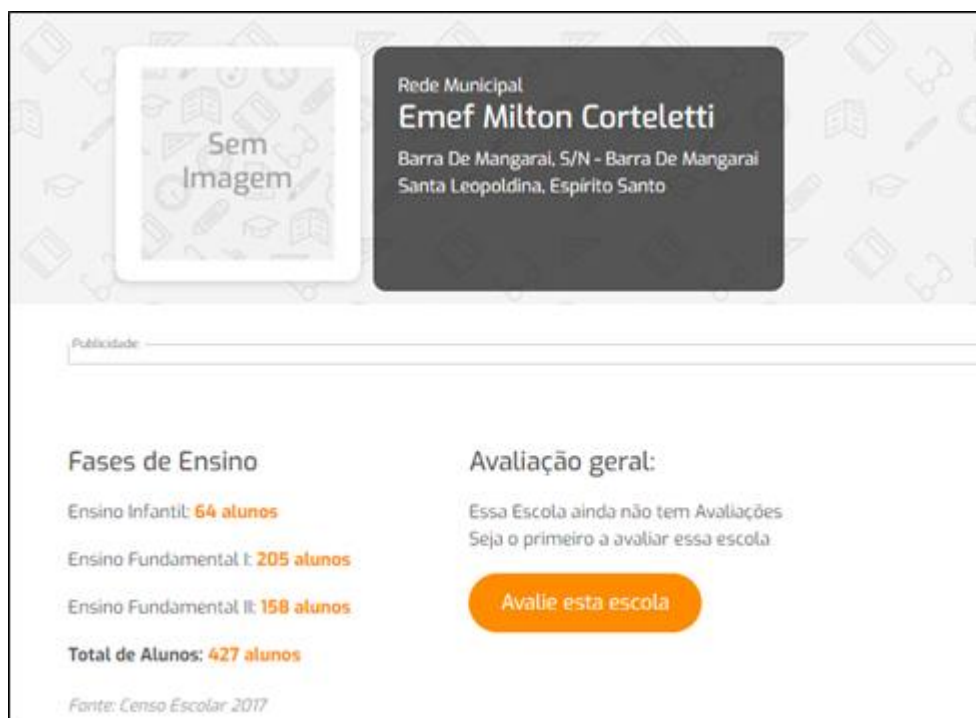 Sem
Imagem
Rede Municipal
Emef Milton Corteletti
Barra De Mangarai, S/N - Barra De Mangarai
Santa Leopoldina, Espírito Santo
Publicidade
Fases de Ensino
Ensino Infantil: 64 alunos
Ensino Fundamental I: 205 alunos
Ensino Fundamental II: 158 alunos
Total de Alunos: 427 alunos
Fonte: Censo Escolar 2017
Avaliação geral:
Essa Escola ainda não tem Avaliações
Seja o primeiro a avaliar essa escola
Avalie esta escola